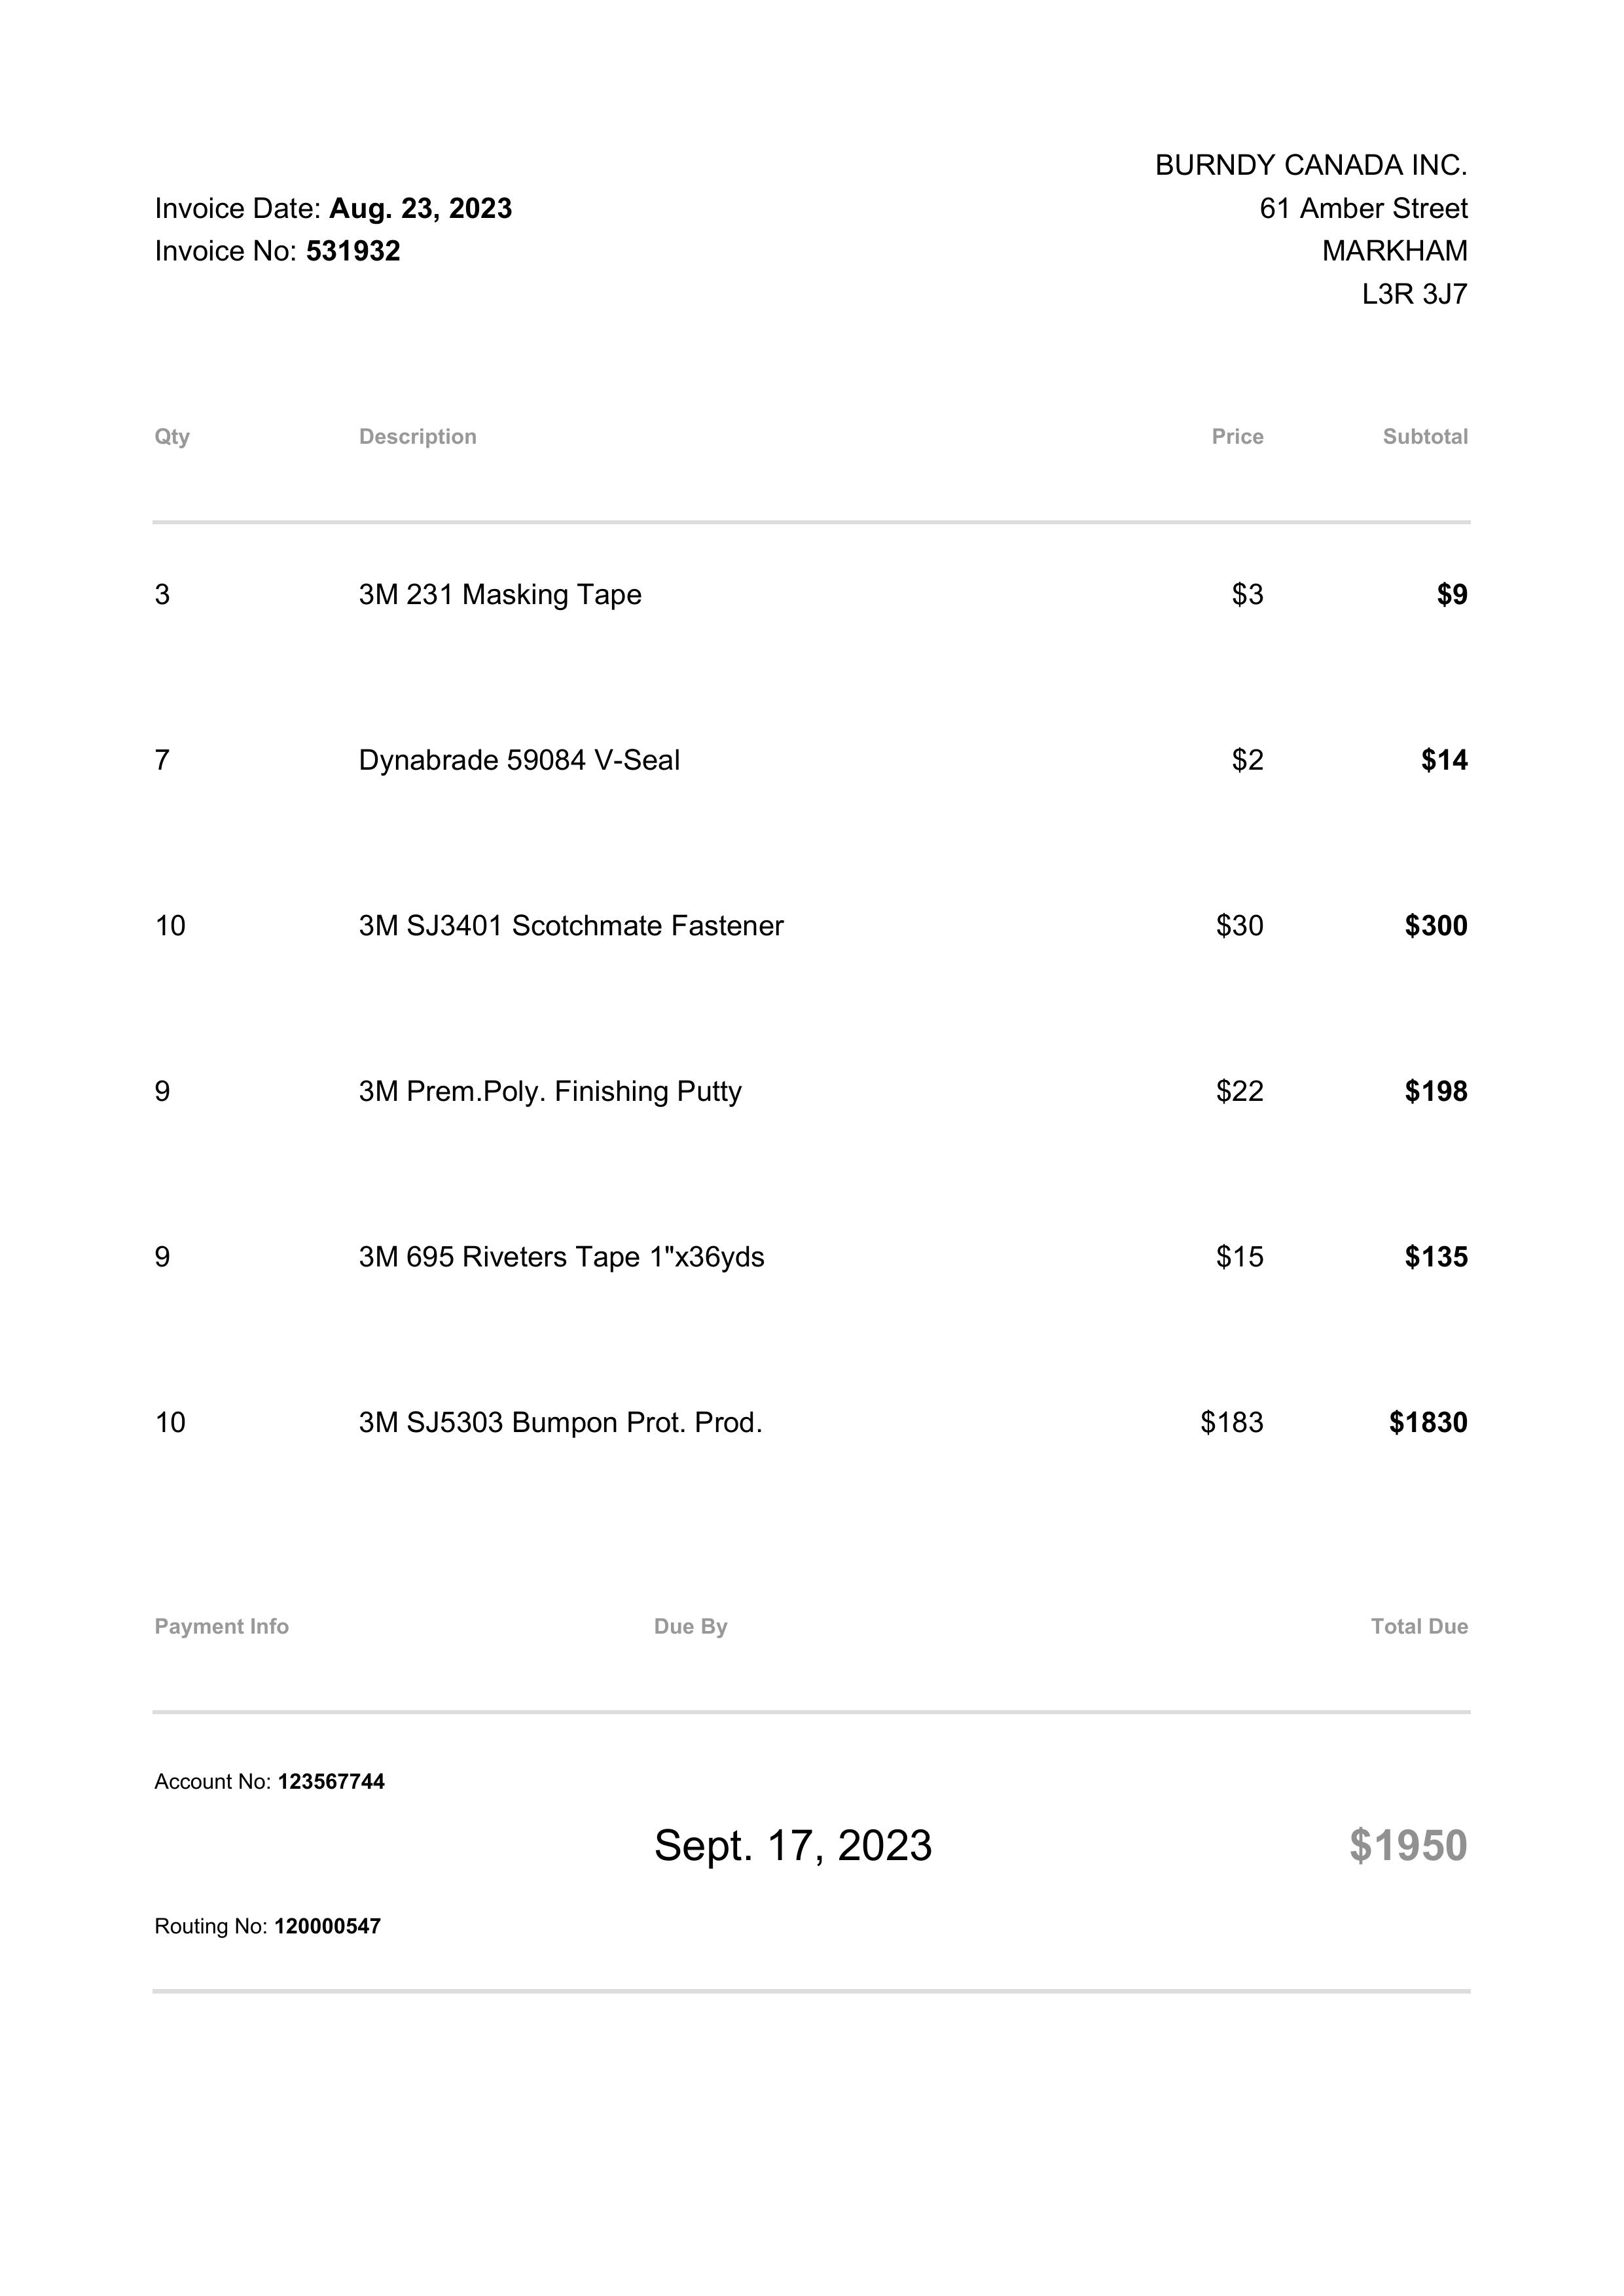 BURNDY CANADA INC.
Invoice Date: Aug. 23, 2023 61 Amber Street
Invoice No: 531932 MARKHAM
L3R 3J7
Qty Description Price Subtotal
3 3M 231 Masking Tape $3 $9
7 Dynabrade 59084 V-Seal $2 $14
10 3M SJ3401 Scotchmate Fastener $30 $300
9 3M Prem.Poly. Finishing Putty $22 $198
9 3M 695 Riveters Tape 1"x36yds $15 $135
10 3M SJ5303 Bumpon Prot. Prod. $183 $1830
Payment Info Due By Total Due
Account No: 123567744
Sept. 17, 2023 $1950
Routing No: 120000547